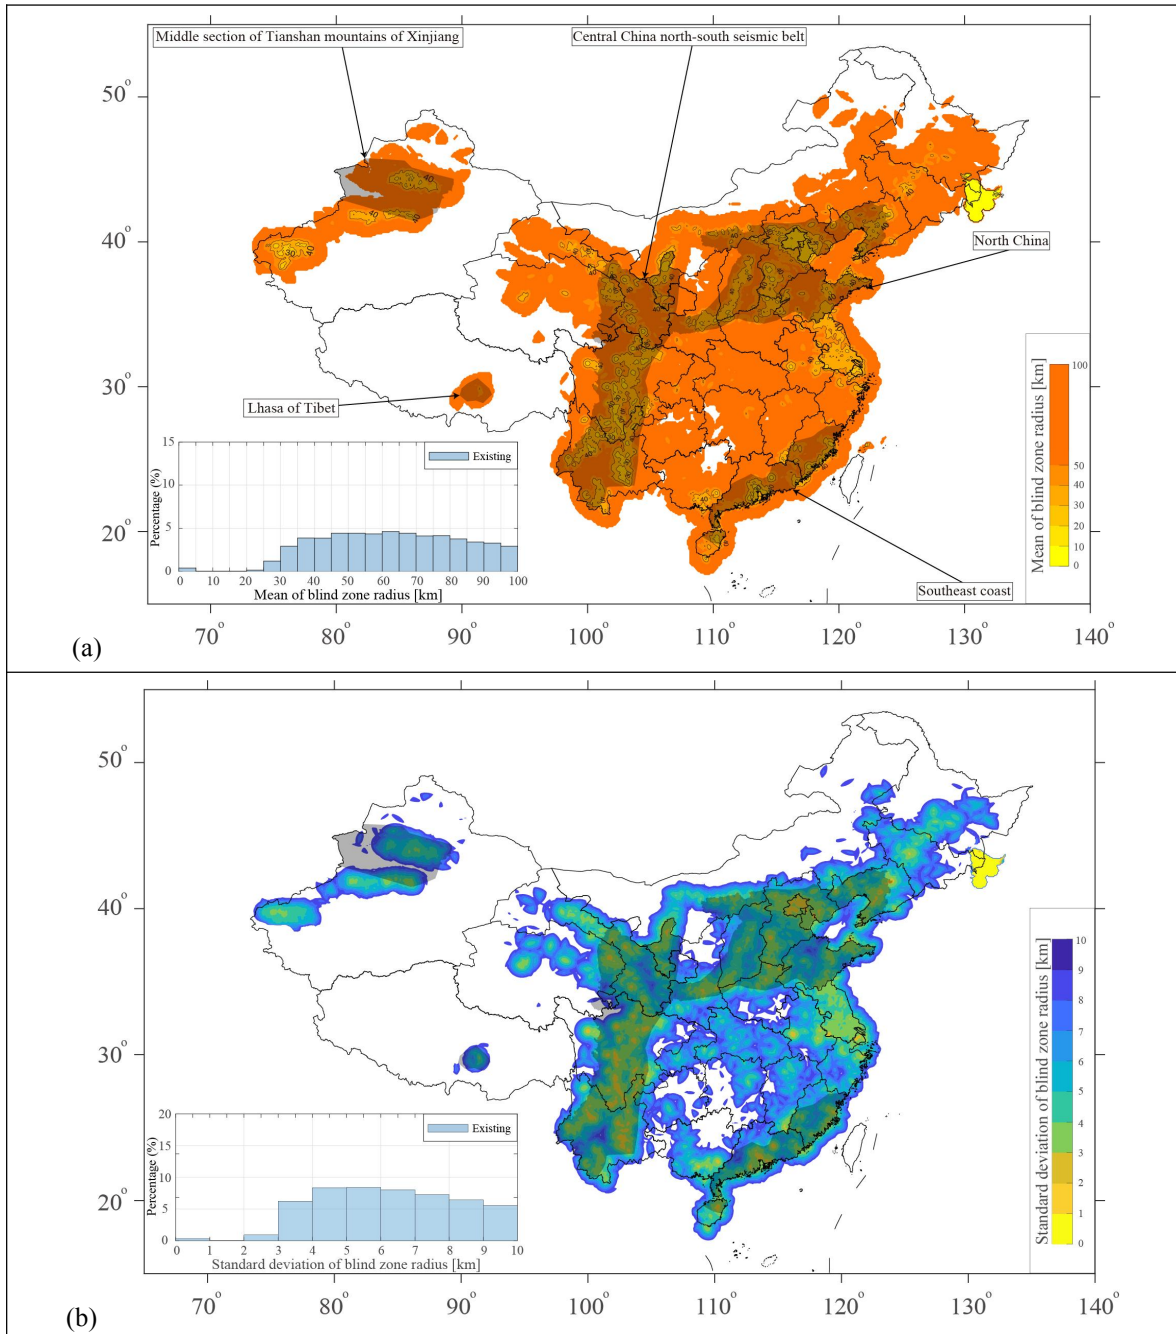 Middle section of Tianshan mountains of Xinjiang
Central China north-south seismic belt
50°
40°
30°
20°
North China
Lhasa of Tibet
Southeast coast
Mean of blind zone radius [km]
100
50
40
30
20
10
0
15
10
5
0
Percentage (%)
Existing
0 10 20 30 40 50 60 70 80 90 100
Mean of blind zone radius [km]
70° 80° 90° 100° 110° 120° 130° 140°
(a)
50°
40°
30°
20°
Standard deviation of blind zone radius [km]
10
9
8
7
6
5
4
3
2
1
0
20
15
10
5
0
Percentage (%)
Existing
0 1 2 3 4 5 6 7 8 9 10
Standard deviation of blind zone radius [km]
70° 80° 90° 100° 110° 120° 130° 140°
(b)